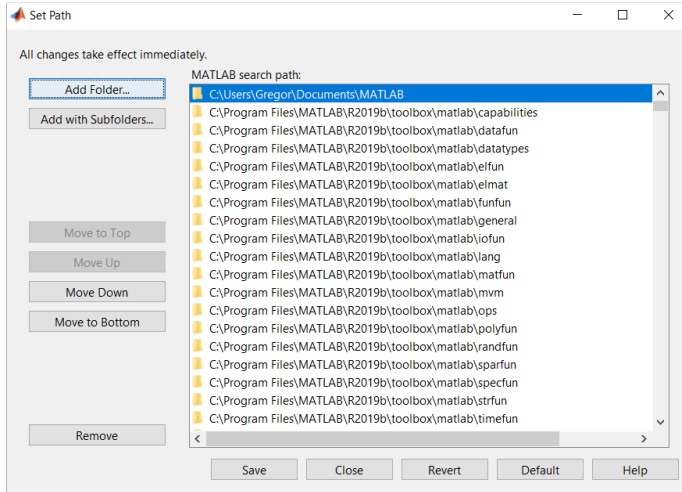 Set Path
All changes take effect immediately.
MATLAB search path:
Add Folder...
Add with Subfolders...
Move to Top
Move Up
Move Down
Move to Bottom
Remove
C:\Users\Gregor\Documents\MATLAB
C:\Program Files\MATLAB\R2019b\toolbox\matlab\capabilities
C:\Program Files\MATLAB\R2019b\toolbox\matlab\datafun
C:\Program Files\MATLAB\R2019b\toolbox\matlab\datatypes
C:\Program Files\MATLAB\R2019b\toolbox\matlab\elfun
C:\Program Files\MATLAB\R2019b\toolbox\matlab\elmat
C:\Program Files\MATLAB\R2019b\toolbox\matlab\funfun
C:\Program Files\MATLAB\R2019b\toolbox\matlab\general
C:\Program Files\MATLAB\R2019b\toolbox\matlab\iofun
C:\Program Files\MATLAB\R2019b\toolbox\matlab\lang
C:\Program Files\MATLAB\R2019b\toolbox\matlab\matfun
C:\Program Files\MATLAB\R2019b\toolbox\matlab\mvm
C:\Program Files\MATLAB\R2019b\toolbox\matlab\ops
C:\Program Files\MATLAB\R2019b\toolbox\matlab\polyfun
C:\Program Files\MATLAB\R2019b\toolbox\matlab\randfun
C:\Program Files\MATLAB\R2019b\toolbox\matlab\sparfun
C:\Program Files\MATLAB\R2019b\toolbox\matlab\specfun
C:\Program Files\MATLAB\R2019b\toolbox\matlab\strfun
C:\Program Files\MATLAB\R2019b\toolbox\matlab\timefun
Save Close Revert Default Help